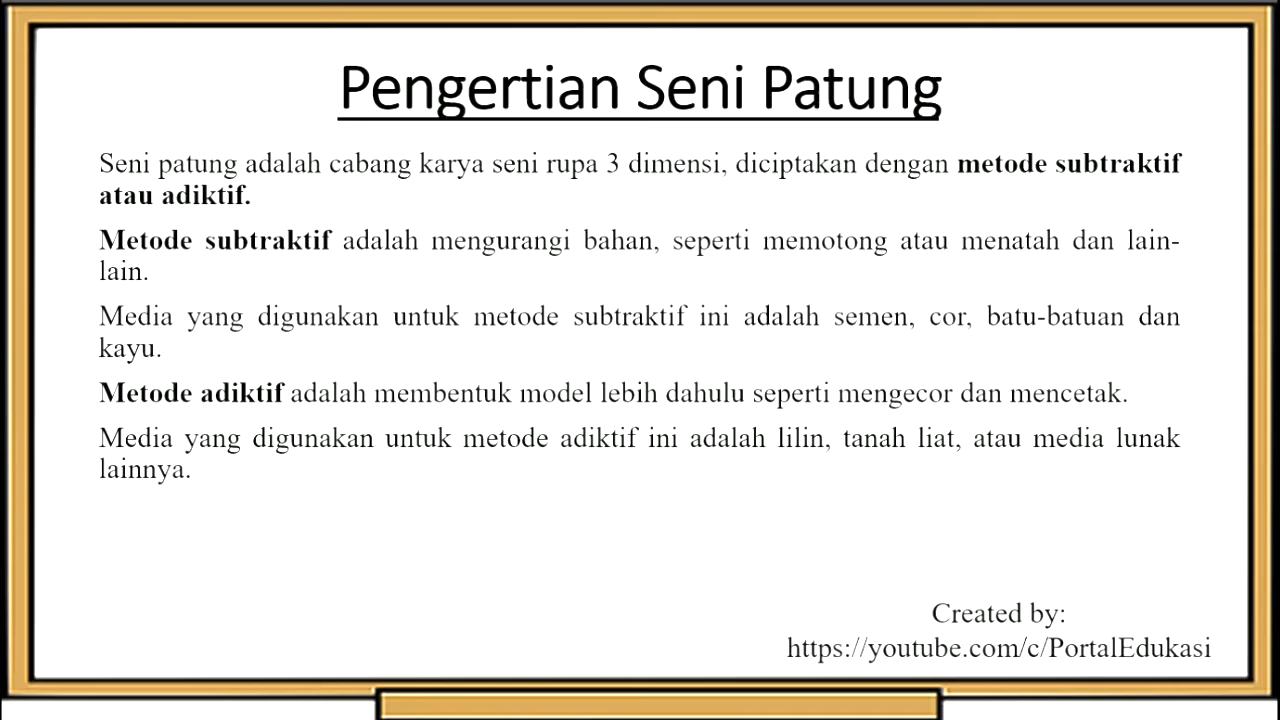 Pengertian Seni Patung
Seni patung adalah cabang karya seni rupa 3 dimensi, diciptakan dengan metode subtraktif
atau adiktif.
Metode subtraktif adalah mengurangi bahan, seperti memotong atau menatah dan lain-
lain.
Media yang digunakan untuk metode subtraktif ini adalah semen, cor, batu-batuan dan
kayu.
Metode adiktif adalah membentuk model lebih dahulu seperti mengecor dan mencetak.
Media yang digunakan untuk metode adiktif ini adalah lilin, tanah liat, atau media lunak
lainnya.
Created by:
https://youtube.com/c/PortalEdukasi